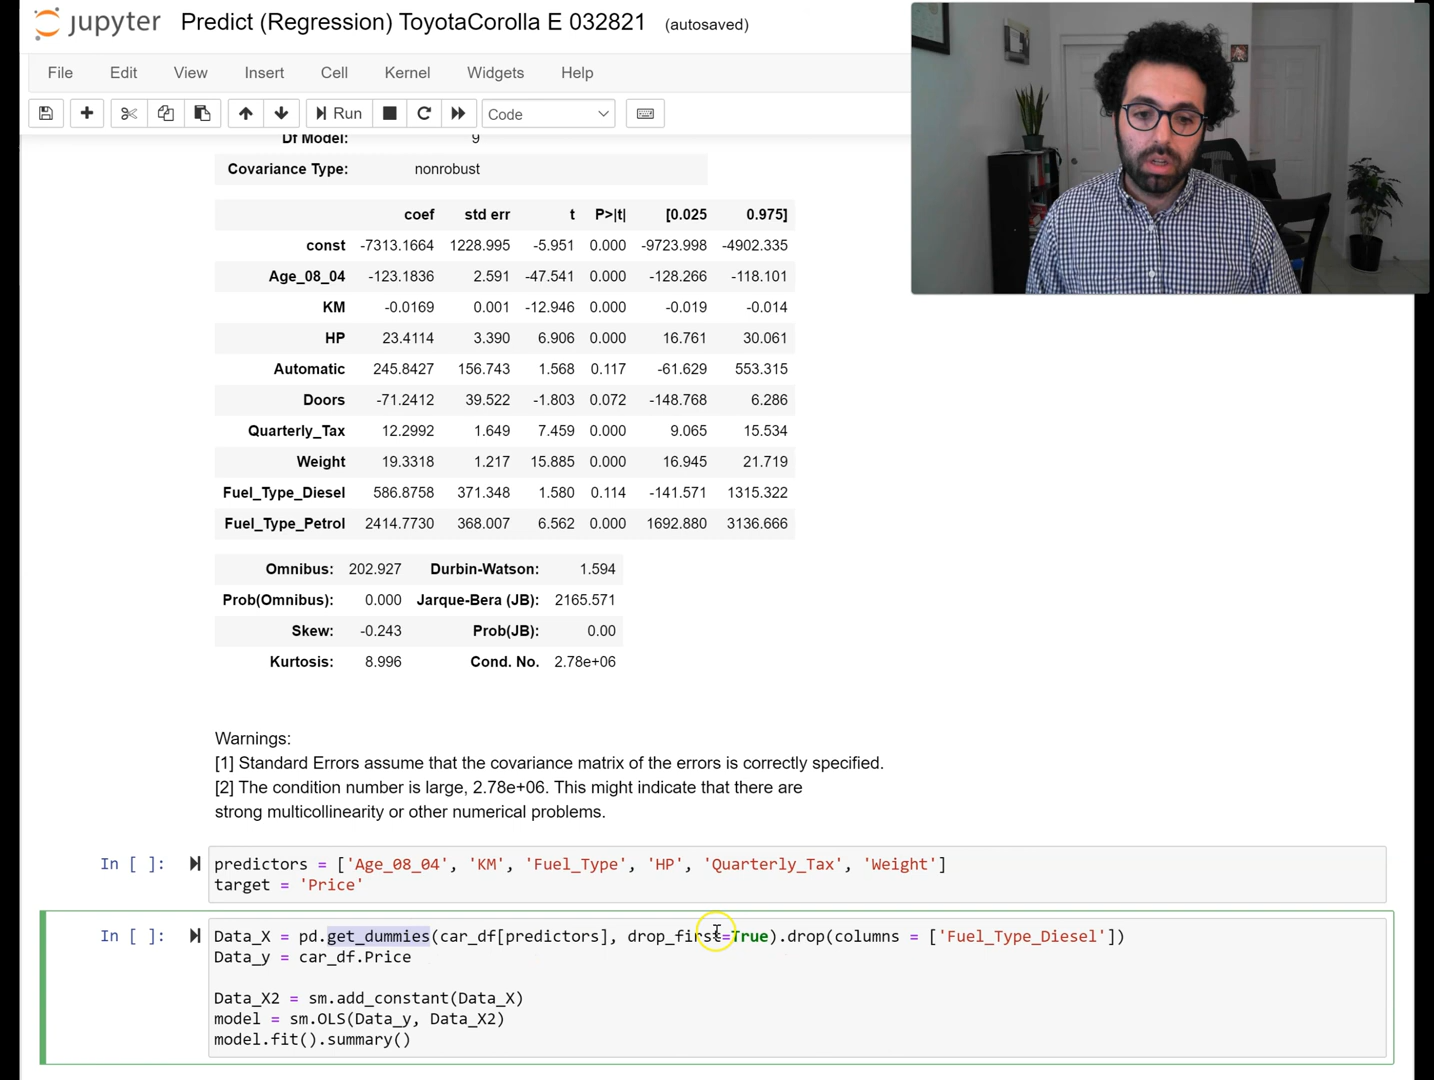 jupyter Predict (Regression) ToyotaCorolla E 032821 (autosaved)
File Edit View Insert Cell Kernel Widgets Help
Run Code
Df Model: 9
Covariance Type: nonrobust
coef std err t P>|t| [0.025 0.975]
const -7313.1664 1228.995 -5.951 0.000 -9723.998 -4902.335
Age_08_04 -123.1836 2.591 -47.541 0.000 -128.266 -118.101
KM -0.0169 0.001 -12.946 0.000 -0.019 -0.014
HP 23.4114 3.390 6.906 0.000 16.761 30.061
Automatic 245.8427 156.743 1.568 0.117 -61.629 553.315
Doors -71.2412 39.522 -1.803 0.072 -148.768 6.286
Quarterly_Tax 12.2992 1.649 7.459 0.000 9.065 15.534
Weight 19.3318 1.217 15.885 0.000 16.945 21.719
Fuel_Type_Diesel 586.8758 371.348 1.580 0.114 -141.571 1315.322
Fuel_Type_Petrol 2414.7730 368.007 6.562 0.000 1692.880 3136.666
Omnibus: 202.927 Durbin-Watson: 1.594
Prob(Omnibus): 0.000 Jarque-Bera (JB): 2165.571
Skew: -0.243 Prob(JB): 0.00
Kurtosis: 8.996 Cond. No. 2.78e+06
Warnings:
[1] Standard Errors assume that the covariance matrix of the errors is correctly specified.
[2] The condition number is large, 2.78e+06. This might indicate that there are
strong multicollinearity or other numerical problems.
In [ ]: predictors = ['Age_08_04', 'KM', 'Fuel_Type', 'HP', 'Quarterly_Tax', 'Weight']
target = 'Price'
In [ ]: Data_X = pd.get_dummies(car_df[predictors], drop_first=True).drop(columns = ['Fuel_Type_Diesel'])
Data_y = car_df.Price
Data_X2 = sm.add_constant(Data_X)
model = sm.OLS(Data_y, Data_X2)
model.fit().summary()